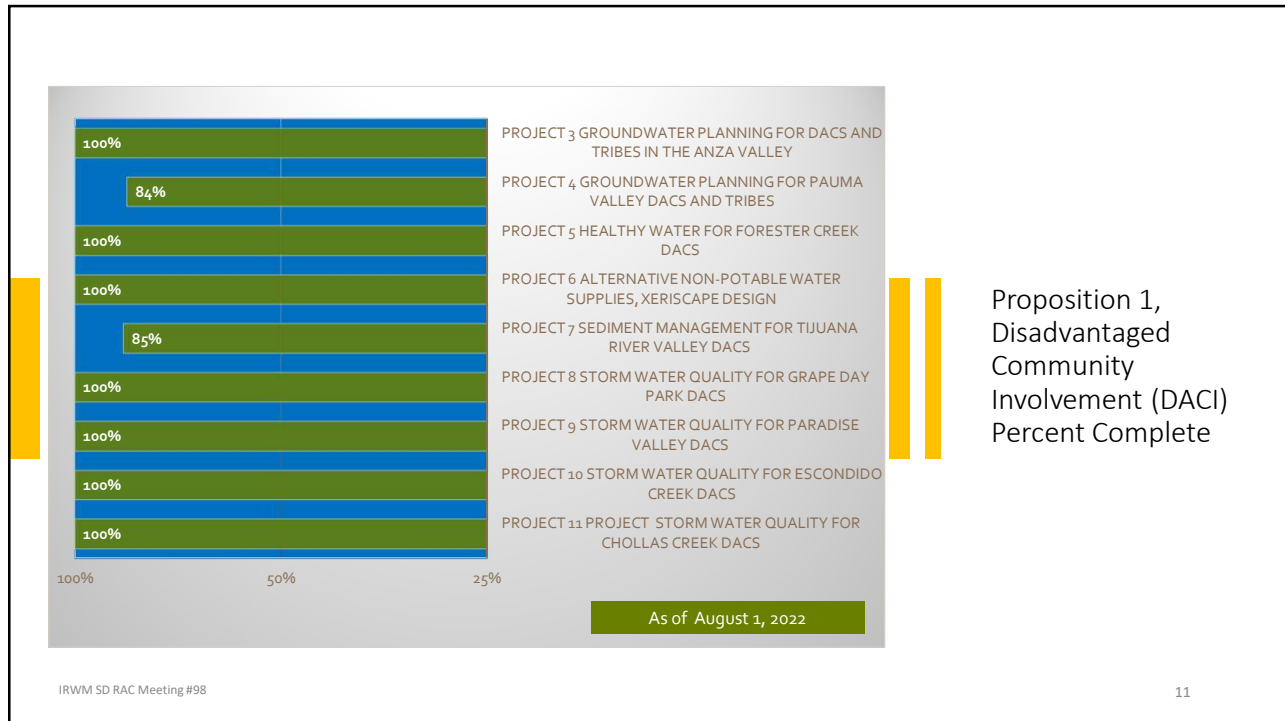 100%
PROJECT 3 GROUNDWATER PLANNING FOR DACS AND
TRIBES IN THE ANZA VALLEY
84%
PROJECT 4 GROUNDWATER PLANNING FOR PAUMA
VALLEY DACS AND TRIBES
100%
PROJECT 5 HEALTHY WATER FOR FORESTER CREEK
DACS
100%
PROJECT 6 ALTERNATIVE NON-POTABLE WATER
SUPPLIES, XERISCAPE DESIGN
85%
PROJECT 7 SEDIMENT MANAGEMENT FOR TIJUANA
RIVER VALLEY DACS
100%
PROJECT 8 STORM WATER QUALITY FOR GRAPE DAY
PARK DACS
100%
PROJECT 9 STORM WATER QUALITY FOR PARADISE
VALLEY DACS
100%
PROJECT 10 STORM WATER QUALITY FOR ESCONDIDO
CREEK DACS
100%
PROJECT 11 PROJECT STORM WATER QUALITY FOR
CHOLLAS CREEK DACS
100% 50% 25%
As of August 1, 2022
Proposition 1,
Disadvantaged
Community
Involvement (DACI)
Percent Complete
IRWM SD RAC Meeting #98
11